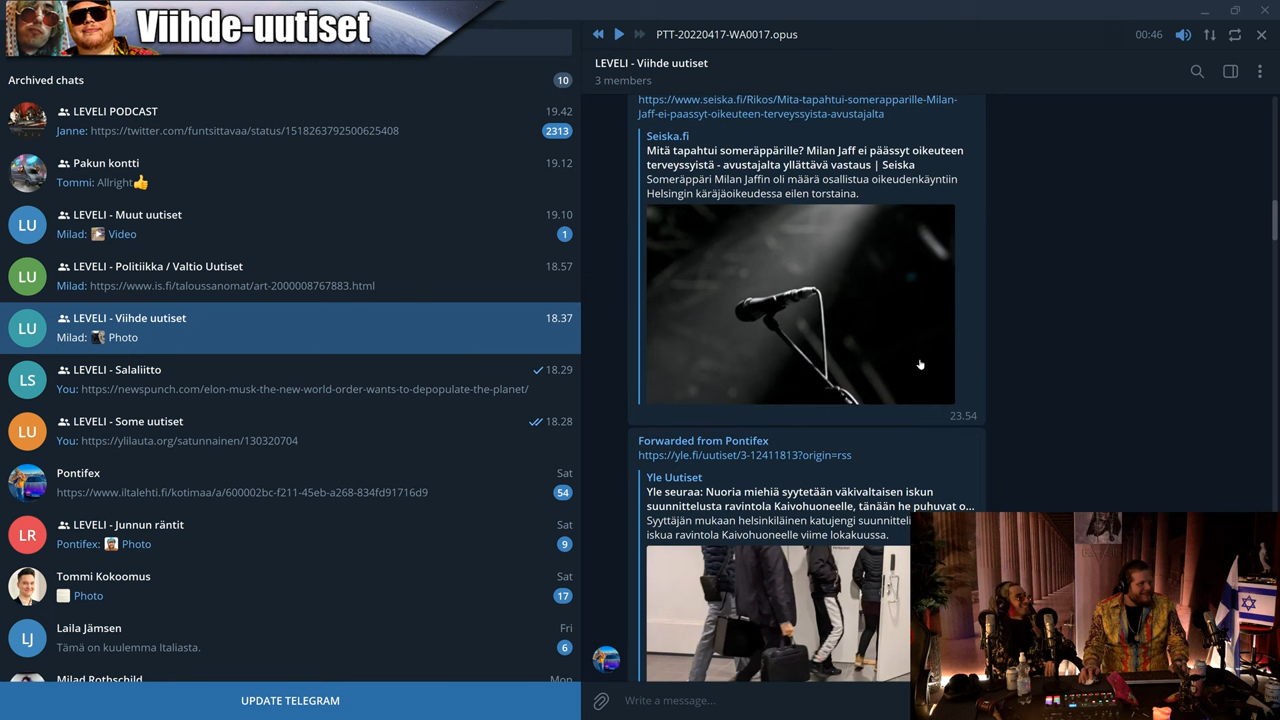 Viihde-uutiset
Archived chats
10
LEVELI PODCAST
19.42
Janne: https://twitter.com/funtsittavaa/status/1518263792500625408
2313
Pakun kontti
19.12
Tommi: Allright👍
LU
LEVELI - Muut uutiset
19.10
Milad: Video
1
LU
LEVELI - Politiikka / Valtio Uutiset
18.57
Milad: https://www.is.fi/taloussanomat/art-2000008767883.html
LU
LEVELI - Viihde uutiset
18.37
Milad: Photo
LS
LEVELI - Salaliitto
18.29
You: https://newspunch.com/elon-musk-the-new-world-order-wants-to-depopulate-the-planet/
LU
LEVELI - Some uutiset
18.28
You: https://ylilauta.org/satunnainen/130320704
Pontifex
Sat
https://www.iltalehti.fi/kotimaa/a/600002bc-f211-45eb-a268-834fd91716d9
54
LR
LEVELI - Junnun räntit
Sat
Pontifex: Photo
9
Tommi Kokoomus
Sat
Photo
17
LJ
Laila Jämsen
Fri
Tämä on kuulemma Italiasta.
6
Milad Rothschild
Mon
UPDATE TELEGRAM
PTT-20220417-WA0017.opus
00:46
LEVELI - Viihde uutiset
3 members
https://www.seiska.fi/Rikos/Mita-tapahtui-somerapparille-Milan-
Jaff-ei-paassyt-oikeuteen-terveyssyista-avustajalta
Seiska.fi
Mitä tapahtui someräppärille? Milan Jaff ei päässyt oikeuteen
terveyssyistä - avustajalta yllättävä vastaus | Seiska
Someräppäri Milan Jaffin oli määrä osallistua oikeudenkäyntiin
Helsingin käräjäoikeudessa eilen torstaina.
23.54
Forwarded from Pontifex
https://yle.fi/uutiset/3-12411813?origin=rss
Yle Uutiset
Yle seuraa: Nuoria miehiä syytetään väkivaltaisen iskun
suunnittelusta ravintola Kaivohuoneelle, tänään he puhuvat o...
Syyttäjän mukaan helsinkiläinen katujengi suunnitteli
iskua ravintola Kaivohuoneelle viime lokakuussa.
Write a message...